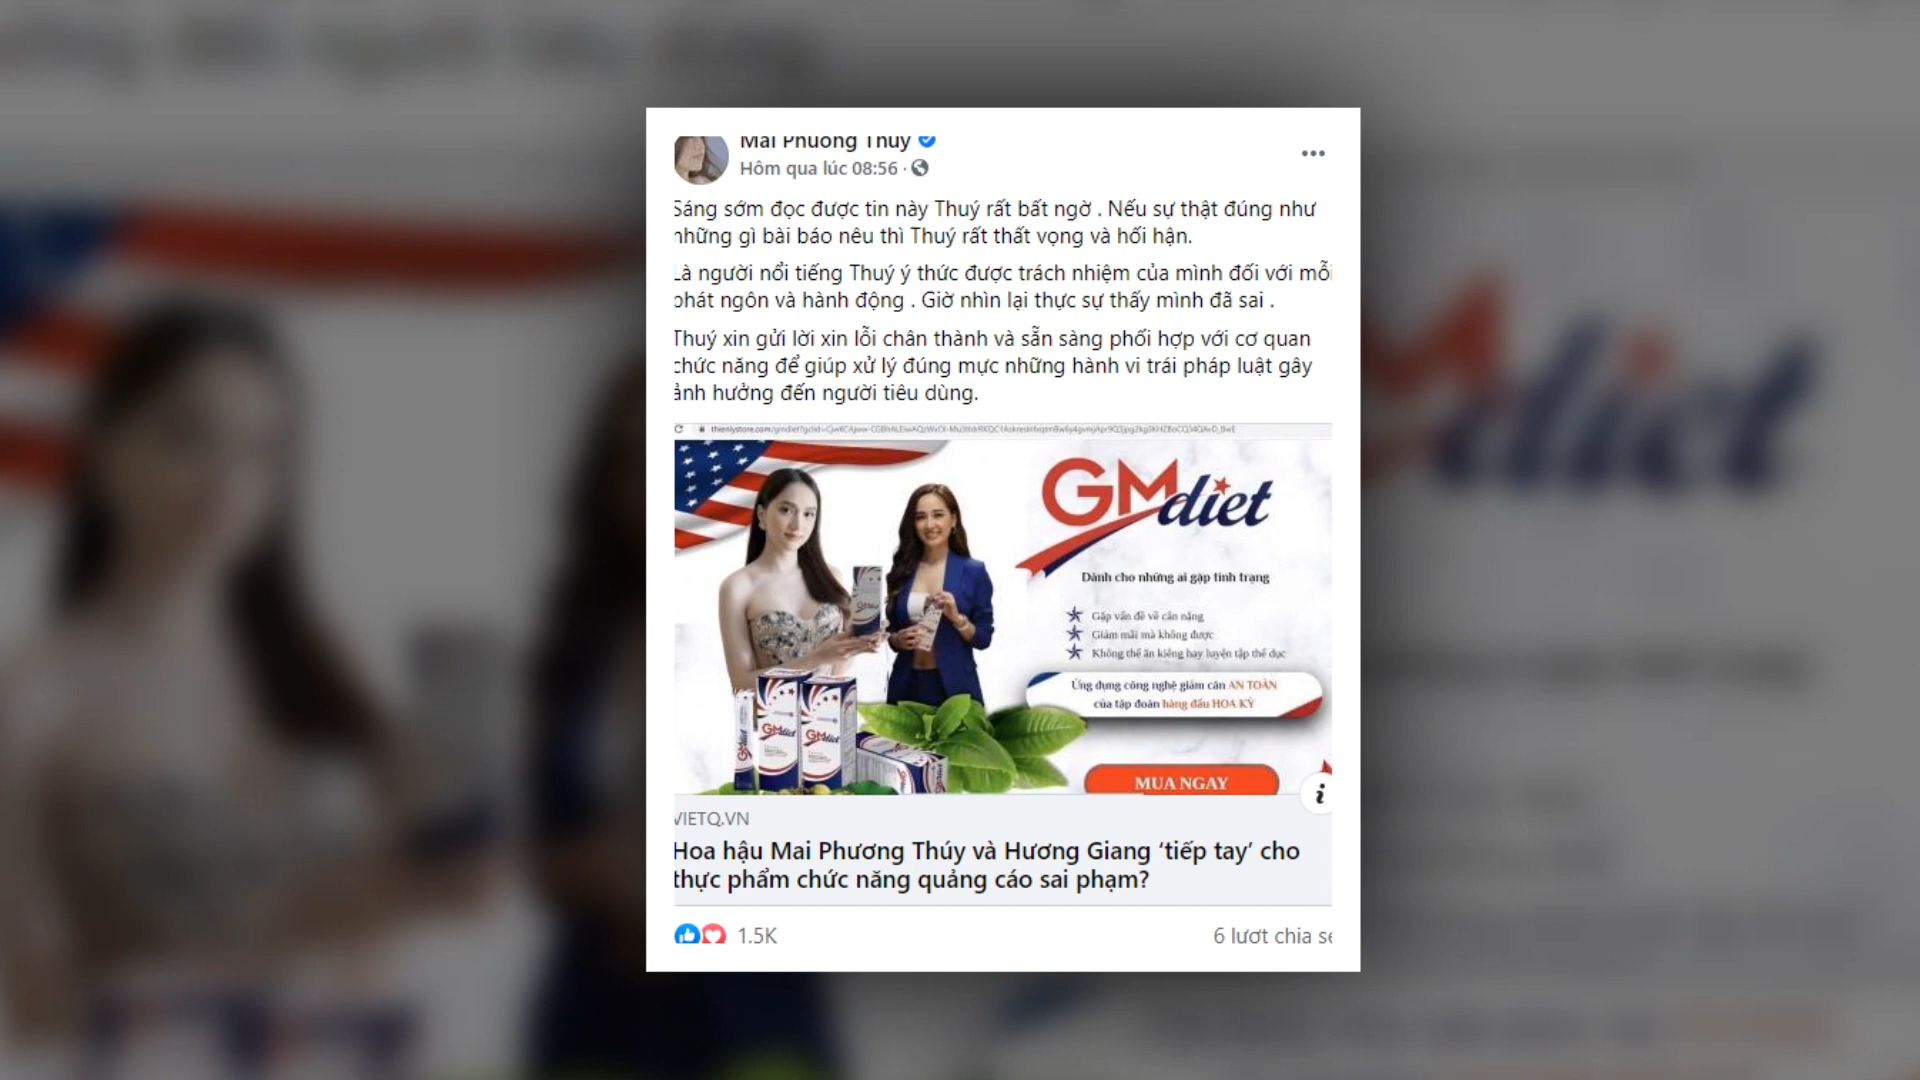 Mai Phương Thúy
Hôm qua lúc 08:56 ·
Sáng sớm đọc được tin này Thuý rất bất ngờ . Nếu sự thật đúng như
những gì bài báo nêu thì Thuý rất thất vọng và hối hận.
Là người nổi tiếng Thuý ý thức được trách nhiệm của mình đối với mỗi
phát ngôn và hành động . Giờ nhìn lại thực sự thấy mình đã sai .
Thuý xin gửi lời xin lỗi chân thành và sẵn sàng phối hợp với cơ quan
chức năng để giúp xử lý đúng mực những hành vi trái pháp luật gây
ảnh hưởng đến người tiêu dùng.
GMdiet
Dành cho những ai gặp tình trạng
Gặp vấn đề về cân nặng
Giảm mãi mà không được
Không thể ăn kiêng hay luyện tập thể dục
Ứng dụng công nghệ giảm cân AN TOÀN
của tập đoàn hàng đầu HOA KỲ
GMdiet
GMdiet
MUA NGAY
VIETQ.VN
Hoa hậu Mai Phương Thúy và Hương Giang ‘tiếp tay’ cho
thực phẩm chức năng quảng cáo sai phạm?
1.5K
6 lượt chia sẻ